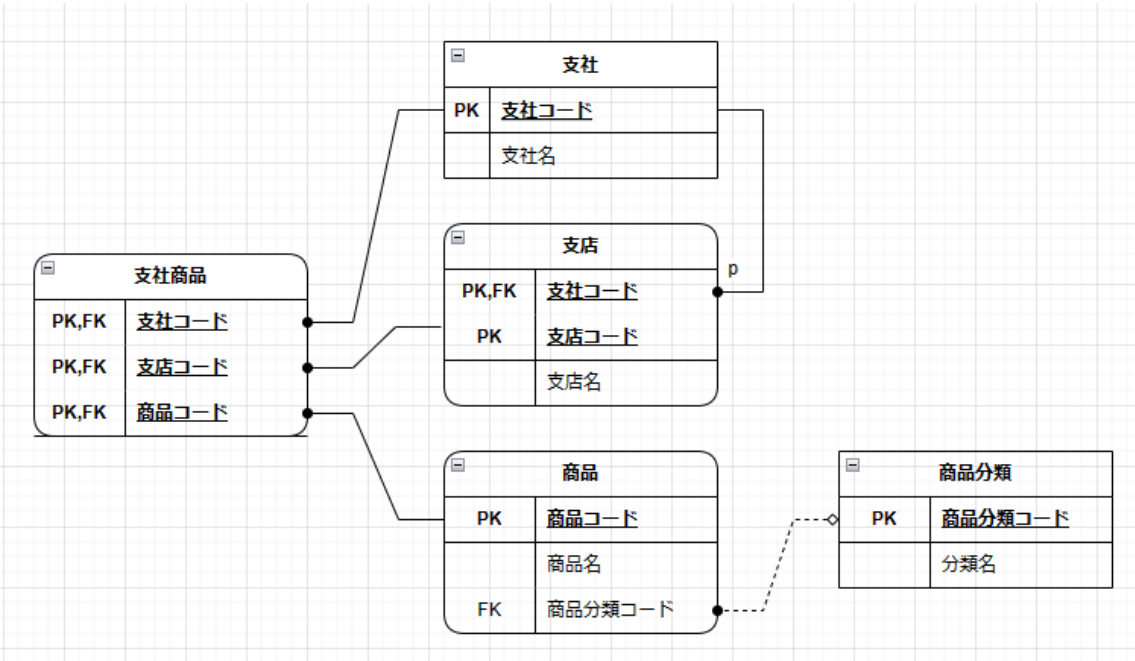 支社
PK 支社コード
支社名
支店
p
PK,FK 支社コード
PK 支店コード
支店名
支社商品
PK,FK 支社コード
PK,FK 支店コード
PK,FK 商品コード
商品
PK 商品コード
商品名
FK 商品分類コード
商品分類
PK 商品分類コード
分類名